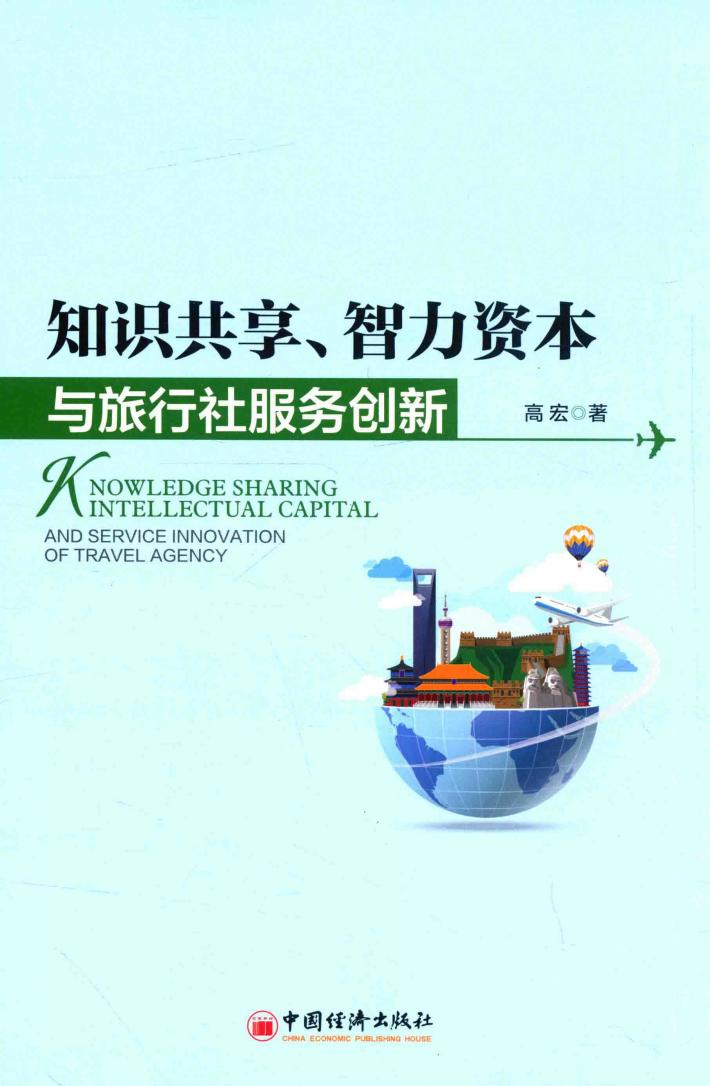 知识共享、智力资本
与旅行社服务创新
高宏◎著
KNOWLEDGE SHARING
INTELLECTUAL CAPITAL
AND SERVICE INNOVATION
OF TRAVEL AGENCY
中国经济出版社
CHINA ECONOMIC PUBLISHING HOUSE